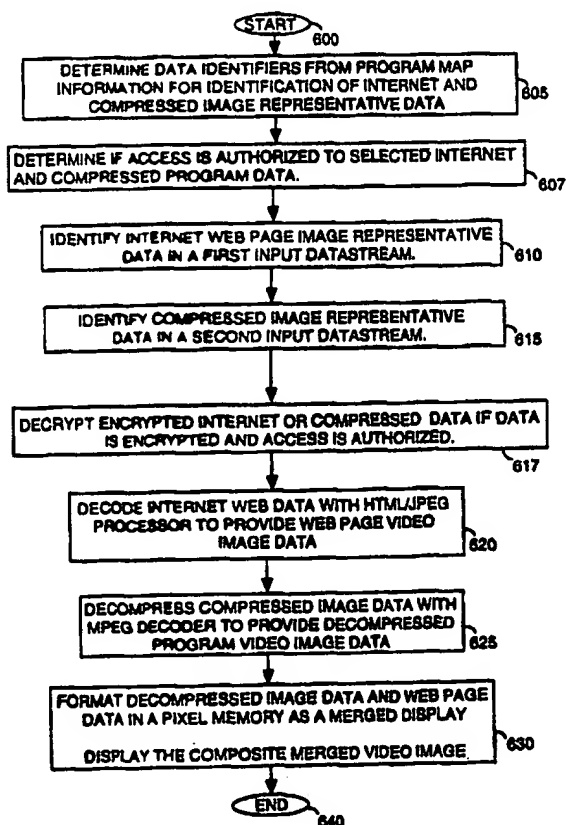 START
600
DETERMINE DATA IDENTIFIERS FROM PROGRAM MAP
INFORMATION FOR IDENTIFICATION OF INTERNET AND
COMPRESSED IMAGE REPRESENTATIVE DATA
605
DETERMINE IF ACCESS IS AUTHORIZED TO SELECTED INTERNET
AND COMPRESSED PROGRAM DATA.
607
IDENTIFY INTERNET WEB PAGE IMAGE REPRESENTATIVE
DATA IN A FIRST INPUT DATASTREAM.
610
IDENTIFY COMPRESSED IMAGE REPRESENTATIVE
DATA IN A SECOND INPUT DATASTREAM.
615
DECRYPT ENCRYPTED INTERNET OR COMPRESSED DATA IF DATA
IS ENCRYPTED AND ACCESS IS AUTHORIZED.
617
DECODE INTERNET WEB DATA WITH HTML/JPEG
PROCESSOR TO PROVIDE WEB PAGE VIDEO
IMAGE DATA
620
DECOMPRESS COMPRESSED IMAGE DATA WITH
MPEG DECODER TO PROVIDE DECOMPRESSED
PROGRAM VIDEO IMAGE DATA
625
FORMAT DECOMPRESSED IMAGE DATA AND WEB PAGE
DATA IN A PIXEL MEMORY AS A MERGED DISPLAY
DISPLAY THE COMPOSITE MERGED VIDEO IMAGE.
630
END
640